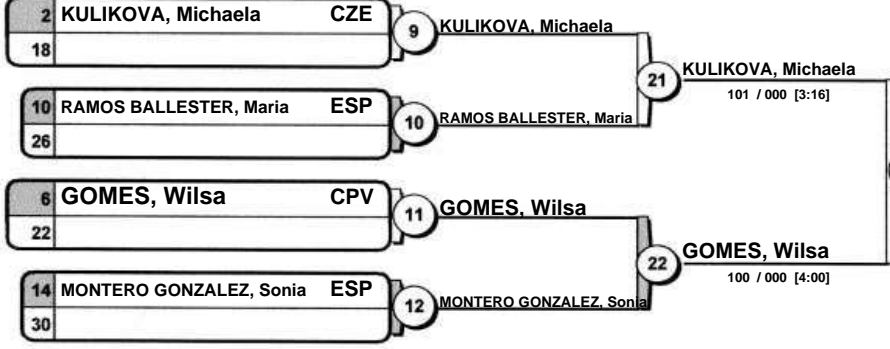 2 KULIKOVA, Michaela CZE
18
9
KULIKOVA, Michaela
10 RAMOS BALLESTER, Maria ESP
26
10
RAMOS BALLESTER, Maria
21
KULIKOVA, Michaela
101 / 000 [3:16]
6 GOMES, Wilsa CPV
22
11
GOMES, Wilsa
14 MONTERO GONZALEZ, Sonia ESP
30
12
MONTERO GONZALEZ, Sonia
22
GOMES, Wilsa
100 / 000 [4:00]